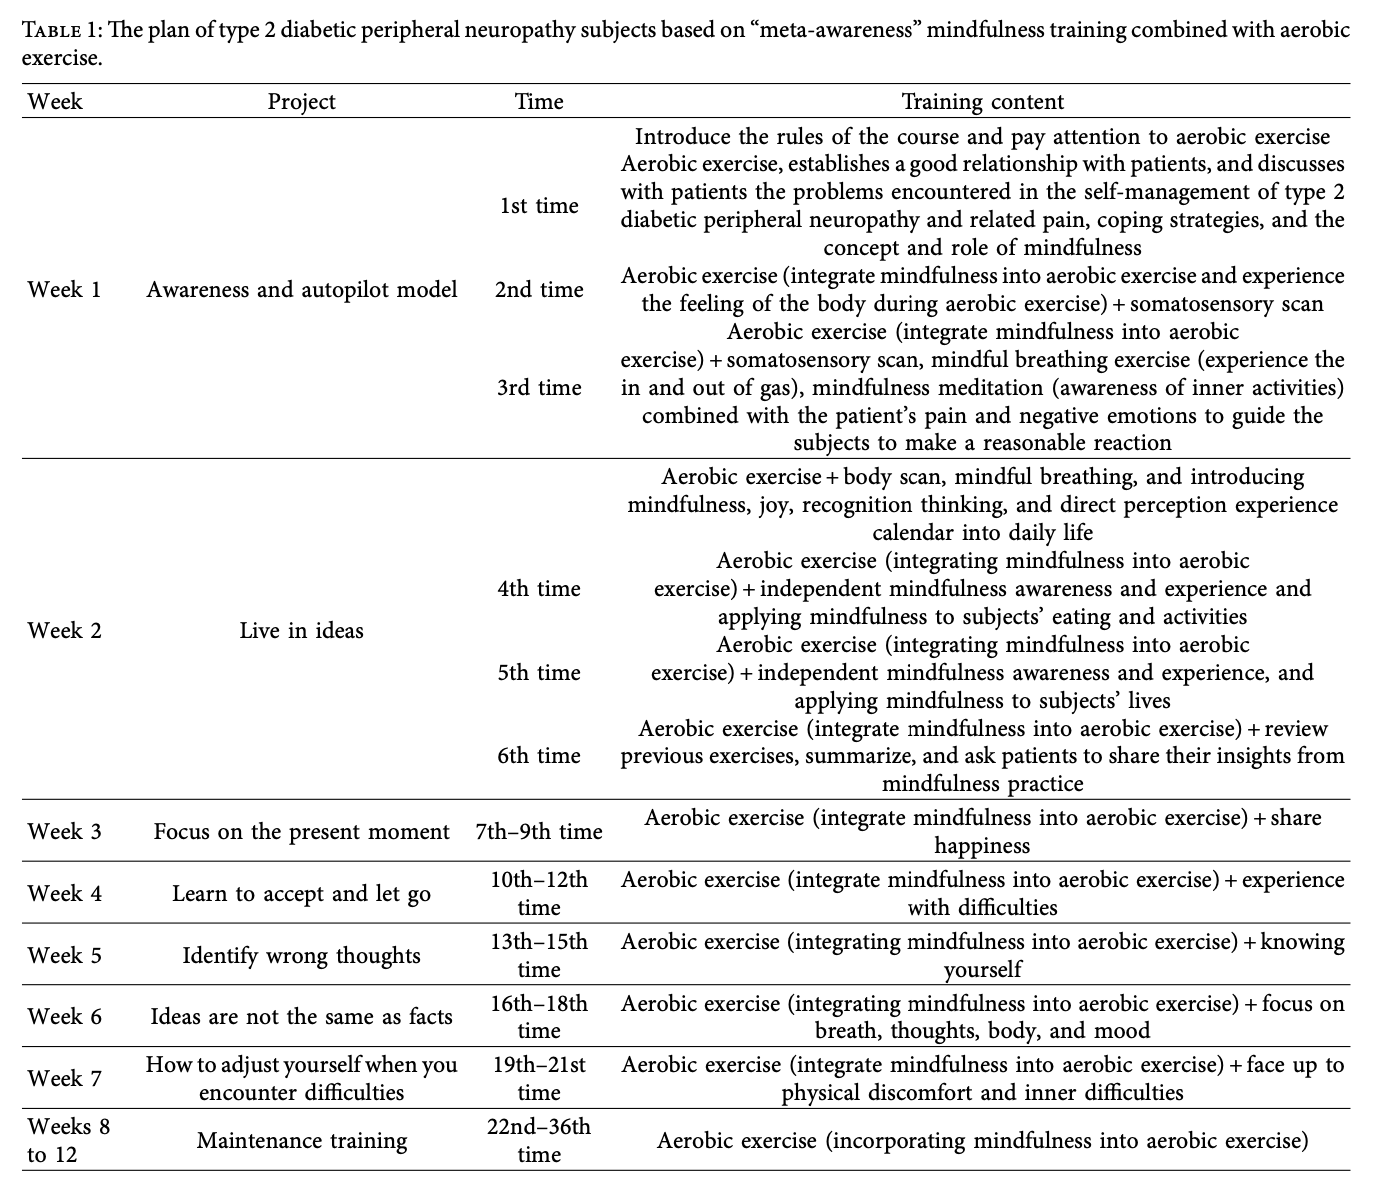 TABLE 1: The plan of type 2 diabetic peripheral neuropathy subjects based on “meta-awareness” mindfulness training combined with aerobic
exercise.
Week Project Time Training content
Introduce the rules of the course and pay attention to aerobic exercise
Aerobic exercise, establishes a good relationship with patients, and discusses
with patients the problems encountered in the self-management of type 2
1st time
diabetic peripheral neuropathy and related pain, coping strategies, and the
concept and role of mindfulness
Week 1 Awareness and autopilot model 2nd time Aerobic exercise (integrate mindfulness into aerobic exercise and experience
the feeling of the body during aerobic exercise) + somatosensory scan
Aerobic exercise (integrate mindfulness into aerobic
exercise) + somatosensory scan, mindful breathing exercise (experience the
3rd time in and out of gas), mindfulness meditation (awareness of inner activities)
combined with the patient’s pain and negative emotions to guide the
subjects to make a reasonable reaction
Aerobic exercise + body scan, mindful breathing, and introducing
mindfulness, joy, recognition thinking, and direct perception experience
calendar into daily life
Aerobic exercise (integrating mindfulness into aerobic
4th time exercise) + independent mindfulness awareness and experience and
applying mindfulness to subjects’ eating and activities
Week 2 Live in ideas
Aerobic exercise (integrating mindfulness into aerobic
5th time exercise) + independent mindfulness awareness and experience, and
applying mindfulness to subjects’ lives
Aerobic exercise (integrate mindfulness into aerobic exercise) + review
6th time previous exercises, summarize, and ask patients to share their insights from
mindfulness practice
Week 3 Focus on the present moment 7th–9th time Aerobic exercise (integrate mindfulness into aerobic exercise) + share
happiness
Week 4 Learn to accept and let go 10th–12th Aerobic exercise (integrate mindfulness into aerobic exercise) + experience
time with difficulties
Week 5 Identify wrong thoughts 13th–15th Aerobic exercise (integrating mindfulness into aerobic exercise) + knowing
time yourself
Week 6 Ideas are not the same as facts 16th–18th Aerobic exercise (integrating mindfulness into aerobic exercise) + focus on
time breath, thoughts, body, and mood
Week 7 How to adjust yourself when you 19th–21st Aerobic exercise (integrate mindfulness into aerobic exercise) + face up to
encounter difficulties time physical discomfort and inner difficulties
Weeks 8 Maintenance training 22nd–36th Aerobic exercise (incorporating mindfulness into aerobic exercise)
to 12 time